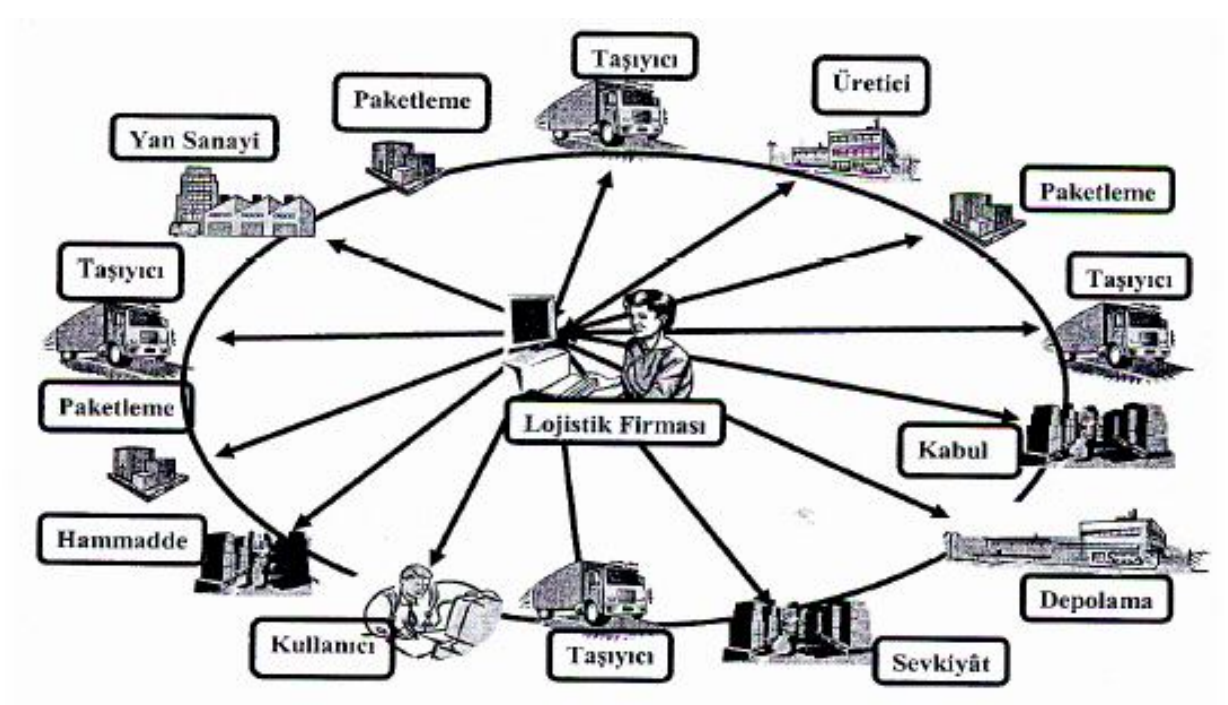 Taşıyıcı
Üretici
Paketleme
Yan Sanayi
Paketleme
Taşıyıcı
Taşıyıcı
Paketleme
Lojistik Firması
Kabul
Hammadde
Depolama
Kullanıcı
Taşıyıcı
Sevkiyât